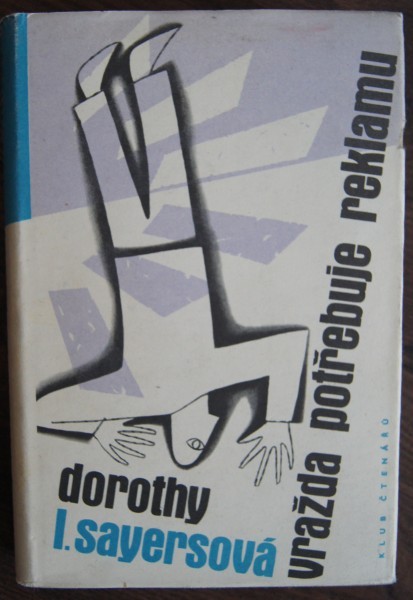 dorothy
l. sayersová
vražda potřebuje reklamu
KLUB ČTENÁŘŮ